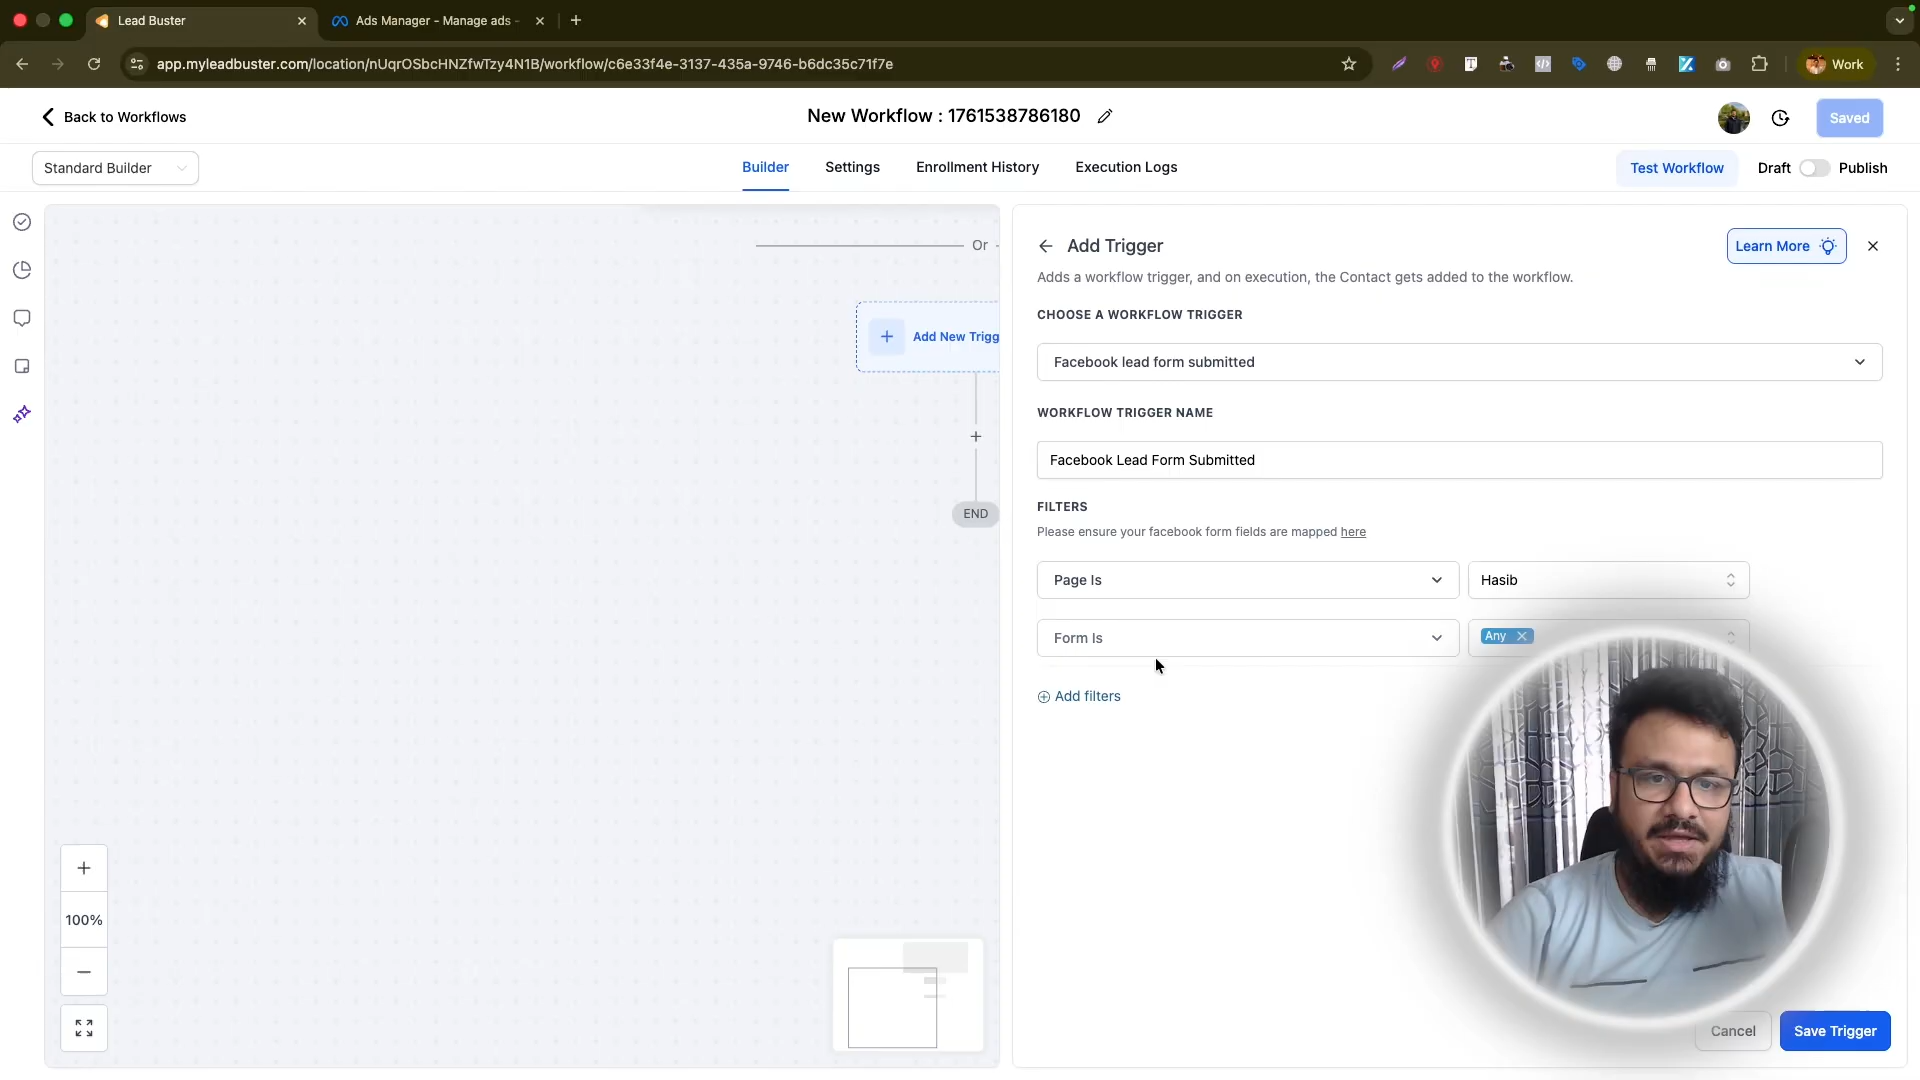 Lead Buster
Ads Manager - Manage ads -
app.myleadbuster.com/location/nUqrOSbcHNZfwTzy4N1B/workflow/c6e33f4e-3137-435a-9746-b6dc35c71f7e
Work
Back to Workflows
New Workflow : 1761538786180
Saved
Standard Builder
Builder
Settings
Enrollment History
Execution Logs
Test Workflow
Draft
Publish
Or
Add New Trigg
END
100%
Add Trigger
Learn More
Adds a workflow trigger, and on execution, the Contact gets added to the workflow.
CHOOSE A WORKFLOW TRIGGER
Facebook lead form submitted
WORKFLOW TRIGGER NAME
Facebook Lead Form Submitted
FILTERS
Please ensure your facebook form fields are mapped here
Page Is
Hasib
Form Is
Any
Add filters
Cancel
Save Trigger